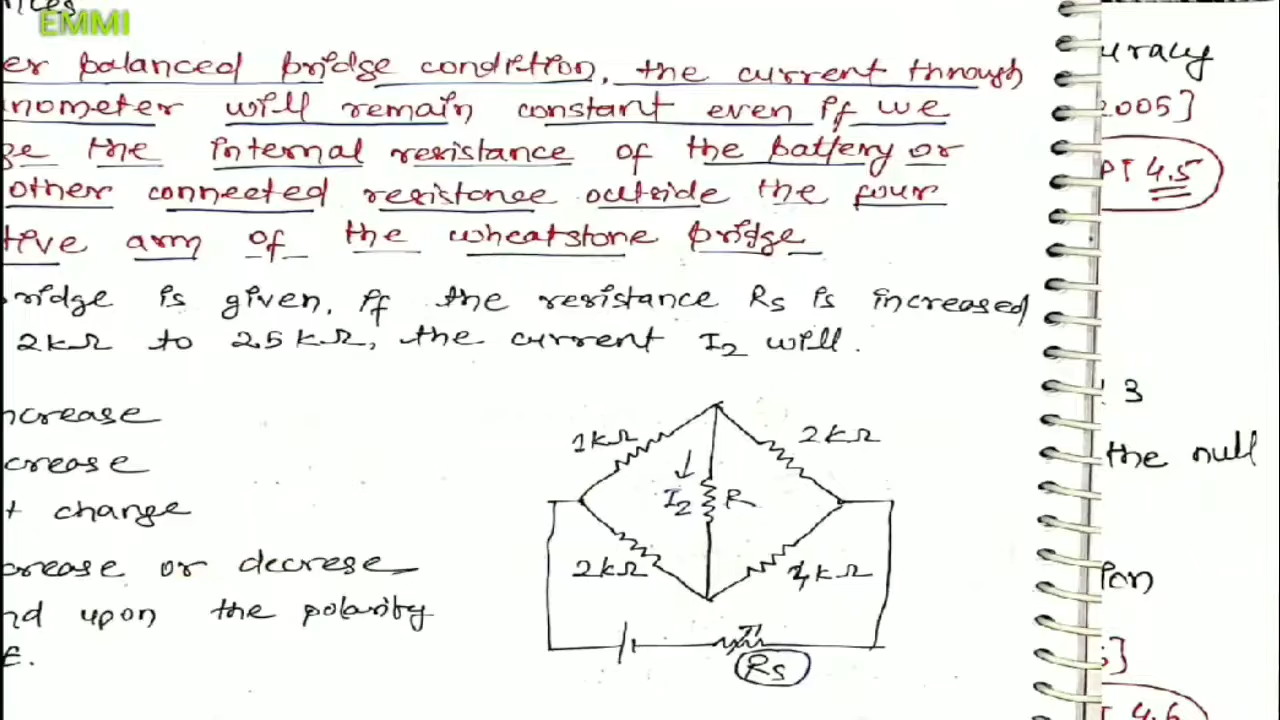 EMMI
er balanced bridge condition, the current through
nometer will remain constant even if we
ge the internal resistance of the battery or
other connected resistance outside the four
tive arm of the wheatstone bridge
ridge is given, if the resistance Rs is increased
2kΩ to 25kΩ, the current I2 will.
ncrease
crease
t change
crease or decrese
nd upon the polarity
E.
1kΩ
2kΩ
I2
R
2kΩ
4kΩ
Rs
uracy
2005]
PT 4.5
3
the null
ion
;]
T 4.6